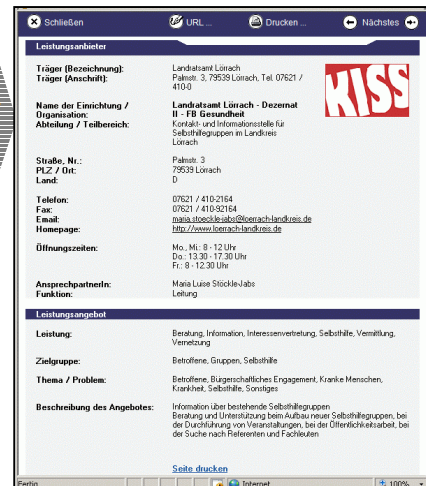 Schließen URL ... Drucken ... Nächstes
Leistungsanbieter
Träger (Bezeichnung): Landratsamt Lörrach
Träger (Anschrift): Palmstr. 3, 79539 Lörrach, Tel. 07621 /
410-0
KISS
Name der Einrichtung / Landratsamt Lörrach - Dezernat
Organisation: II - FB Gesundheit
Abteilung / Teilbereich: Kontakt- und Informationsstelle für
Selbsthilfegruppen im Landkreis
Lörrach
Straße, Nr.: Palmstr. 3
PLZ / Ort: 79539 Lörrach
Land: D
Telefon: 07621 / 410-2164
Fax: 07621 / 410-92164
Email: maria.stoeckle-jabs@loerrach-landkreis.de
Homepage: http://www.loerrach-landkreis.de
Öffnungszeiten: Mo., Mi.: 8 - 12 Uhr
Do.: 13.30 - 17.30 Uhr
Fr.: 8 - 12.30 Uhr
AnsprechpartnerIn: Maria Luise Stöckle-Jabs
Funktion: Leitung
Leistungsangebot
Leistung: Beratung, Information, Interessenvertretung, Selbsthilfe, Vermittlung,
Vernetzung
Zielgruppe: Betroffene, Gruppen, Selbsthilfe
Thema / Problem: Betroffene, Bürgerschaftliches Engagement, Kranke Menschen,
Krankheit, Selbsthilfe, Sonstiges
Beschreibung des Angebotes: Information über bestehende Selbsthilfegruppen
Beratung und Unterstützung beim Aufbau neuer Selbsthilfegruppen, bei
der Durchführung von Veranstaltungen, bei der Öffentlichkeitsarbeit, bei
der Suche nach Referenten und Fachleuten
Seite drucken
Fertig Internet 100%